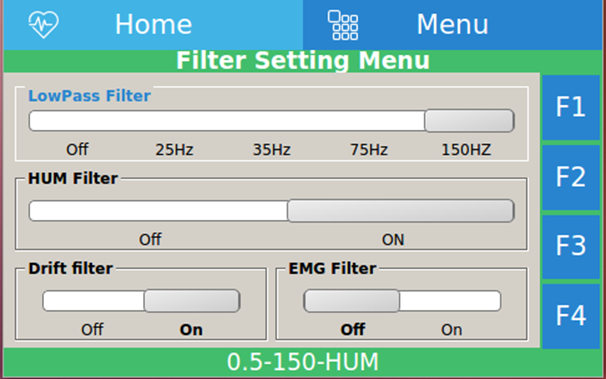 Home
Menu
Filter Setting Menu
LowPass Filter
Off 25Hz 35Hz 75Hz 150HZ
HUM Filter
Off ON
Drift filter
Off On
EMG Filter
Off On
F1
F2
F3
F4
0.5-150-HUM